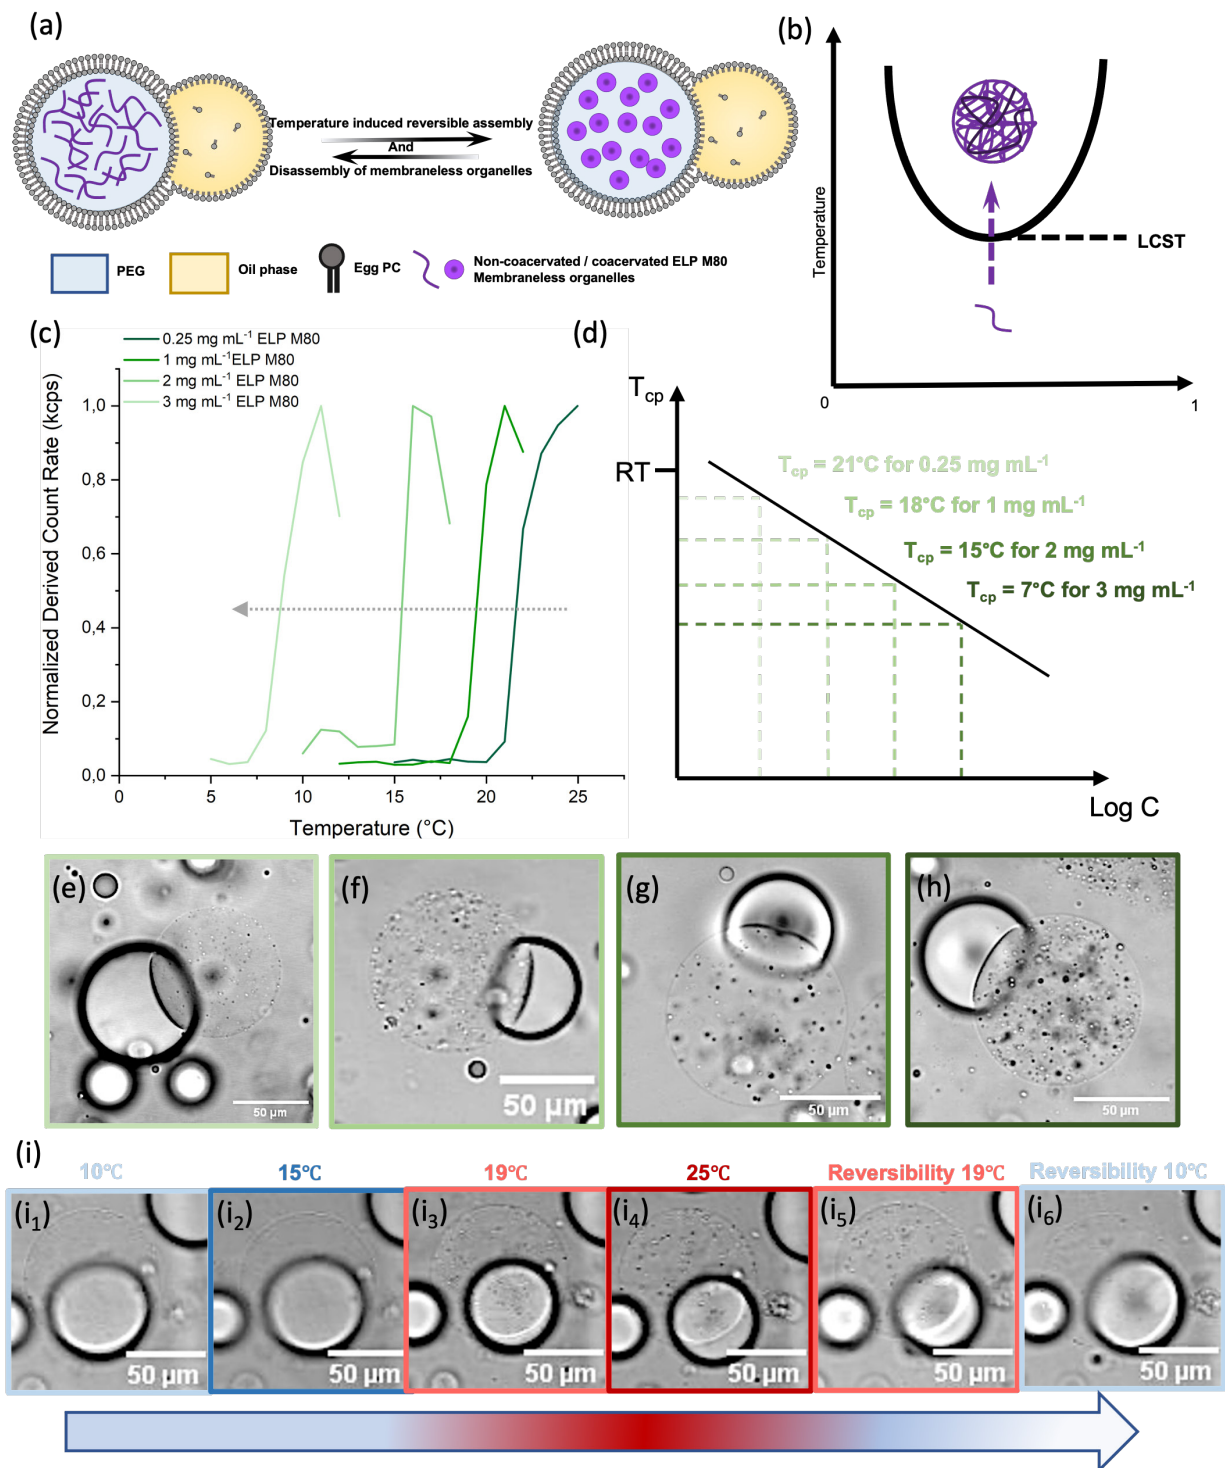 (a)
Temperature induced reversible assembly
And
Disassembly of membraneless organelles
PEG
Oil phase
Egg PC
Non-coacervated / coacervated ELP M80
Membraneless organelles
(b)
Temperature
LCST
0
1
(c)
0.25 mg mL⁻¹ ELP M80
1 mg mL⁻¹ELP M80
2 mg mL⁻¹ ELP M80
3 mg mL⁻¹ ELP M80
Normalized Derived Count Rate (kcps)
1,0
0,8
0,6
0,4
0,2
0,0
0
5
10
15
20
25
Temperature (°C)
(d)
Tcp
RT
Tcp = 21°C for 0.25 mg mL⁻¹
Tcp = 18°C for 1 mg mL⁻¹
Tcp = 15°C for 2 mg mL⁻¹
Tcp = 7°C for 3 mg mL⁻¹
Log C
(e)
50 µm
(f)
50 µm
(g)
50 µm
(h)
50 µm
(i)
10℃
15℃
19℃
25℃
Reversibility 19℃
Reversibility 10℃
(i₁)
(i₂)
(i₃)
(i₄)
(i₅)
(i₆)
50 µm
50 µm
50 µm
50 µm
50 µm
50 µm